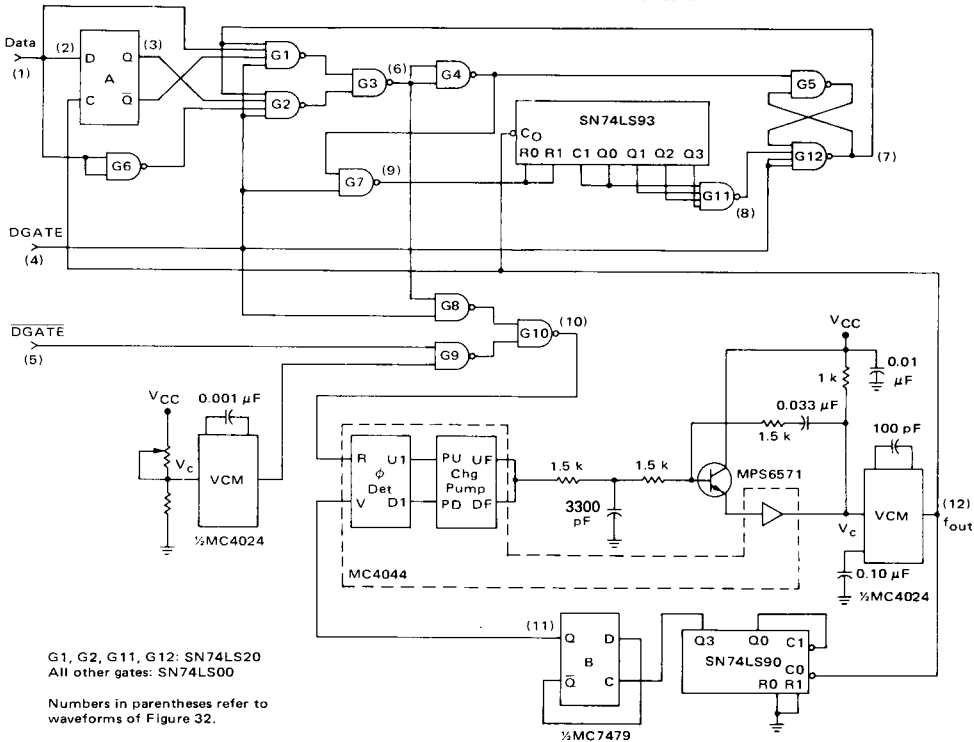 Data
(1)
(2)
D
Q
A
C
Q̅
(3)
G1
G2
G3
(6)
G4
G5
G6
SN74LS93
C0
R0 R1 C1 Q0 Q1 Q2 Q3
G7
(9)
G11
(8)
G12
(7)
DGATE
(4)
G8
G10
(10)
D̅G̅A̅T̅E̅
(5)
G9
VCC
0.001 µF
VC
VCM
½MC4024
R
U1
ϕ
Det
V
D1
PU
UF
Chg
Pump
PD
DF
MC4044
1.5 k
3300
pF
1.5 k
MPS6571
1.5 k
0.033 µF
VCC
1 k
0.01
µF
100 pF
VC
VCM
(12)
fout
0.10 µF
½MC4024
(11)
Q
D
B
Q̅
C
½MC7479
Q3
Q0
C1
SN74LS90
C0
R0 R1
G1, G2, G11, G12: SN74LS20
All other gates: SN74LS00
Numbers in parentheses refer to
waveforms of Figure 32.